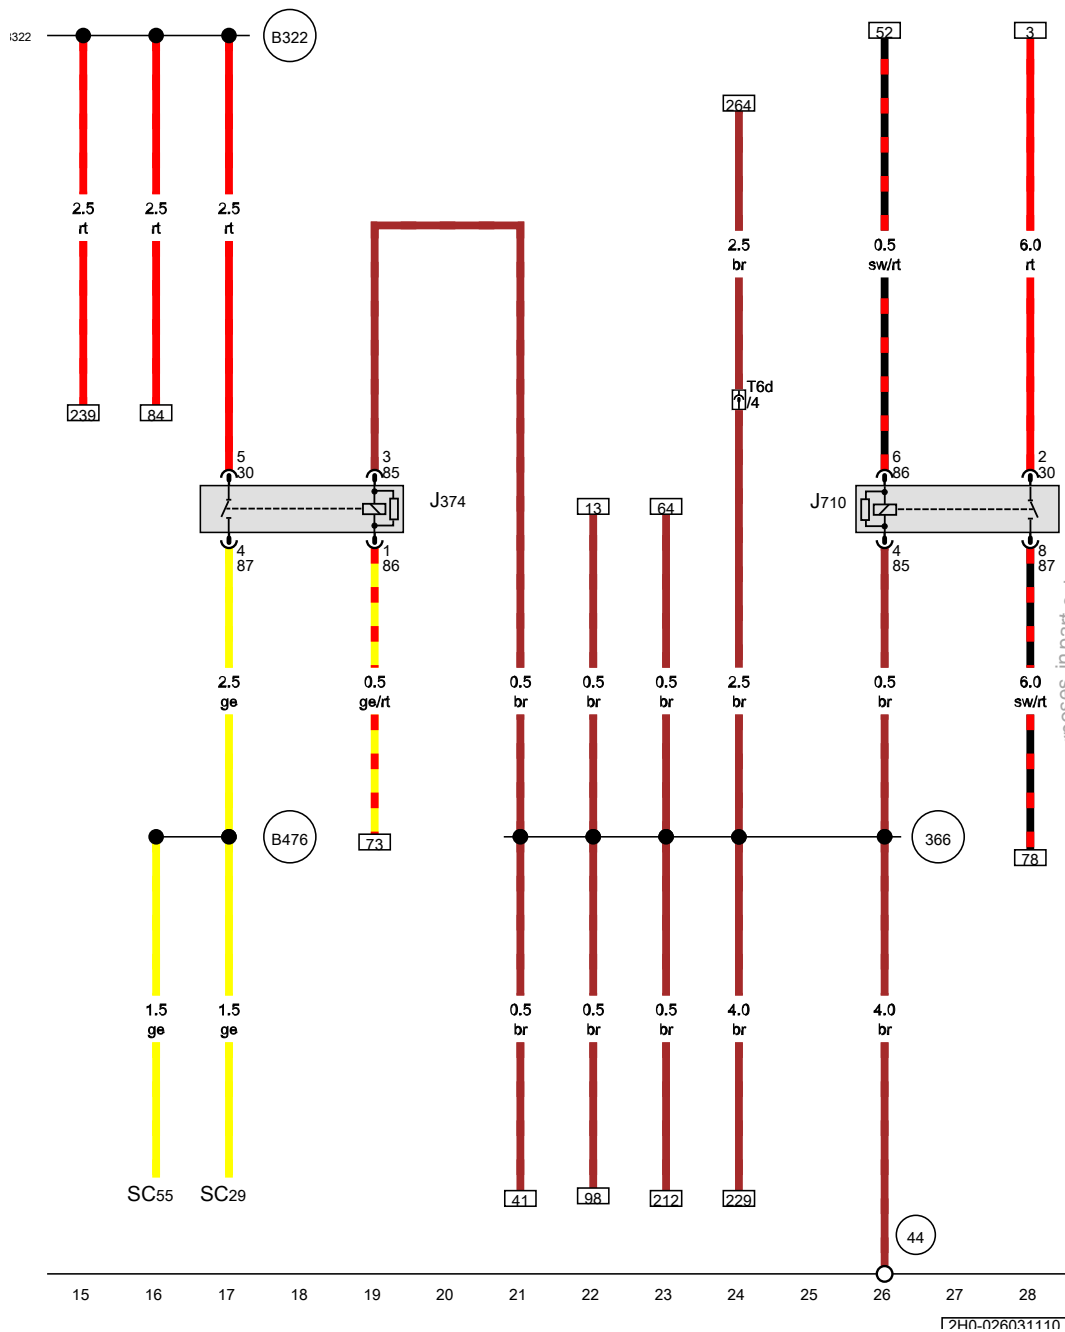 B322
52
3
264
2.5 2.5 2.5
rt rt rt
2.5 0.5 6.0
br sw/rt rt
T6d
/4
239 84
5 3 6 2
30 85 86 30
J374 13 64 J710
4 1 4 8
87 86 85 87
2.5 0.5 0.5 0.5 0.5 2.5 0.5 6.0
ge ge/rt br br br br br sw/rt
B476 73 366
78
1.5 1.5 0.5 0.5 0.5 4.0 4.0
ge ge br br br br br
SC55 SC29 41 98 212 229
44
15 16 17 18 19 20 21 22 23 24 25 26 27 28
2H0-026031110